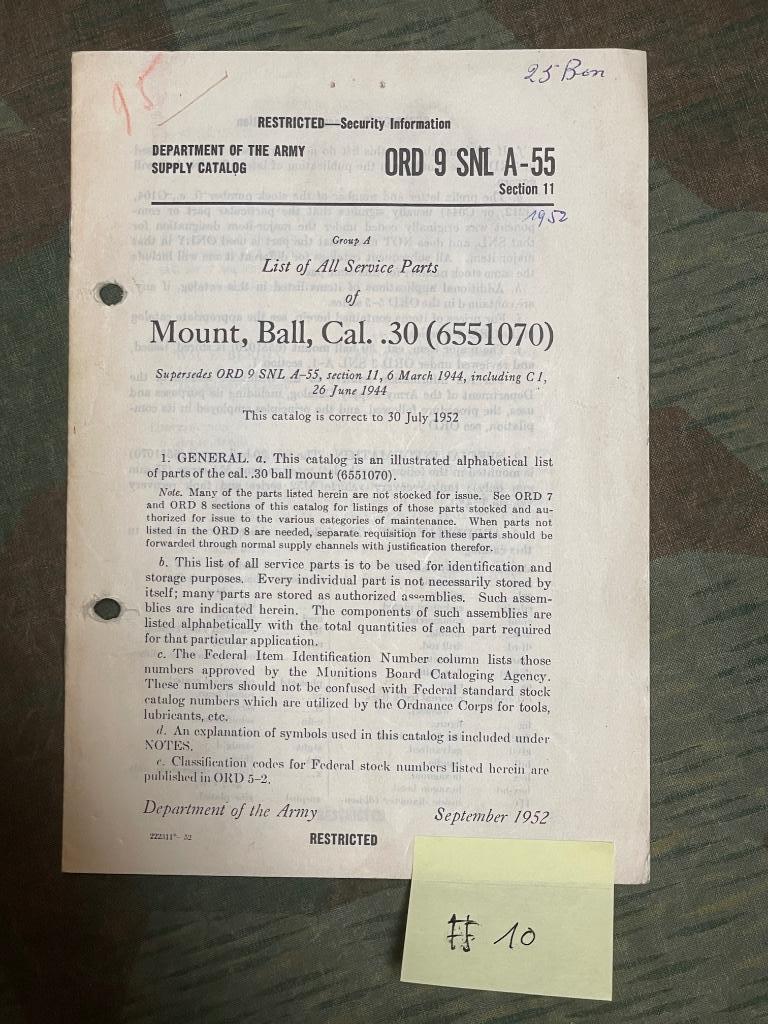 95
25 Bon
RESTRICTED—Security Information
DEPARTMENT OF THE ARMY
SUPPLY CATALOG
ORD 9 SNL A-55
Section 11
1952
Group A
List of All Service Parts
of
Mount, Ball, Cal. .30 (6551070)
Supersedes ORD 9 SNL A-55, section 11, 6 March 1944, including C 1,
26 June 1944
This catalog is correct to 30 July 1952
1. GENERAL. a. This catalog is an illustrated alphabetical list
of parts of the cal. .30 ball mount (6551070).
Note. Many of the parts listed herein are not stocked for issue. See ORD 7
and ORD 8 sections of this catalog for listings of those parts stocked and au-
thorized for issue to the various categories of maintenance. When parts not
listed in the ORD 8 are needed, separate requisition for these parts should be
forwarded through normal supply channels with justification therefor.
b. This list of all service parts is to be used for identification and
storage purposes. Every individual part is not necessarily stored by
itself; many parts are stored as authorized assemblies. Such assem-
blies are indicated herein. The components of such assemblies are
listed alphabetically with the total quantities of each part required
for that particular application.
c. The Federal Item Identification Number column lists those
numbers approved by the Munitions Board Cataloging Agency.
These numbers should not be confused with Federal standard stock
catalog numbers which are utilized by the Ordnance Corps for tools,
lubricants, etc.
d. An explanation of symbols used in this catalog is included under
NOTES.
e. Classification codes for Federal stock numbers listed herein are
published in ORD 5-2.
Department of the Army
September 1952
RESTRICTED
# 10